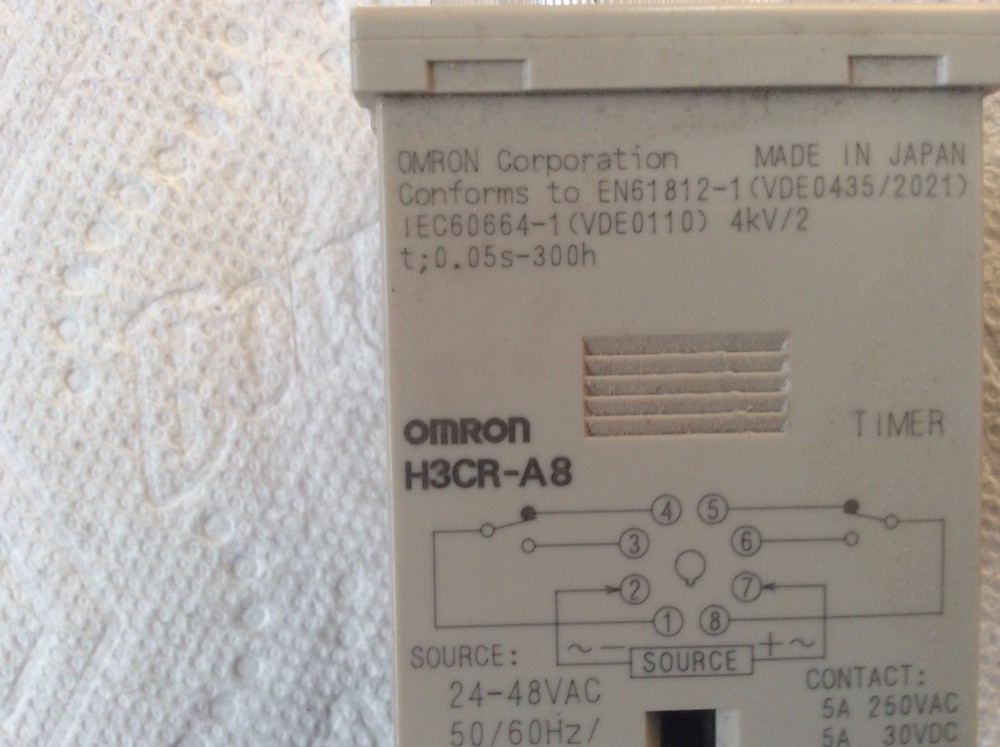 OMRON Corporation MADE IN JAPAN
Conforms to EN61812-1(VDE0435/2021)
IEC60664-1(VDE0110) 4kV/2
t;0.05s-300h
omron TIMER
H3CR-A8
4 5
3 6
2 7
1 8
~ − SOURCE + ~
SOURCE: CONTACT:
24-48VAC 5A 250VAC
50/60Hz/ 5A 30VDC